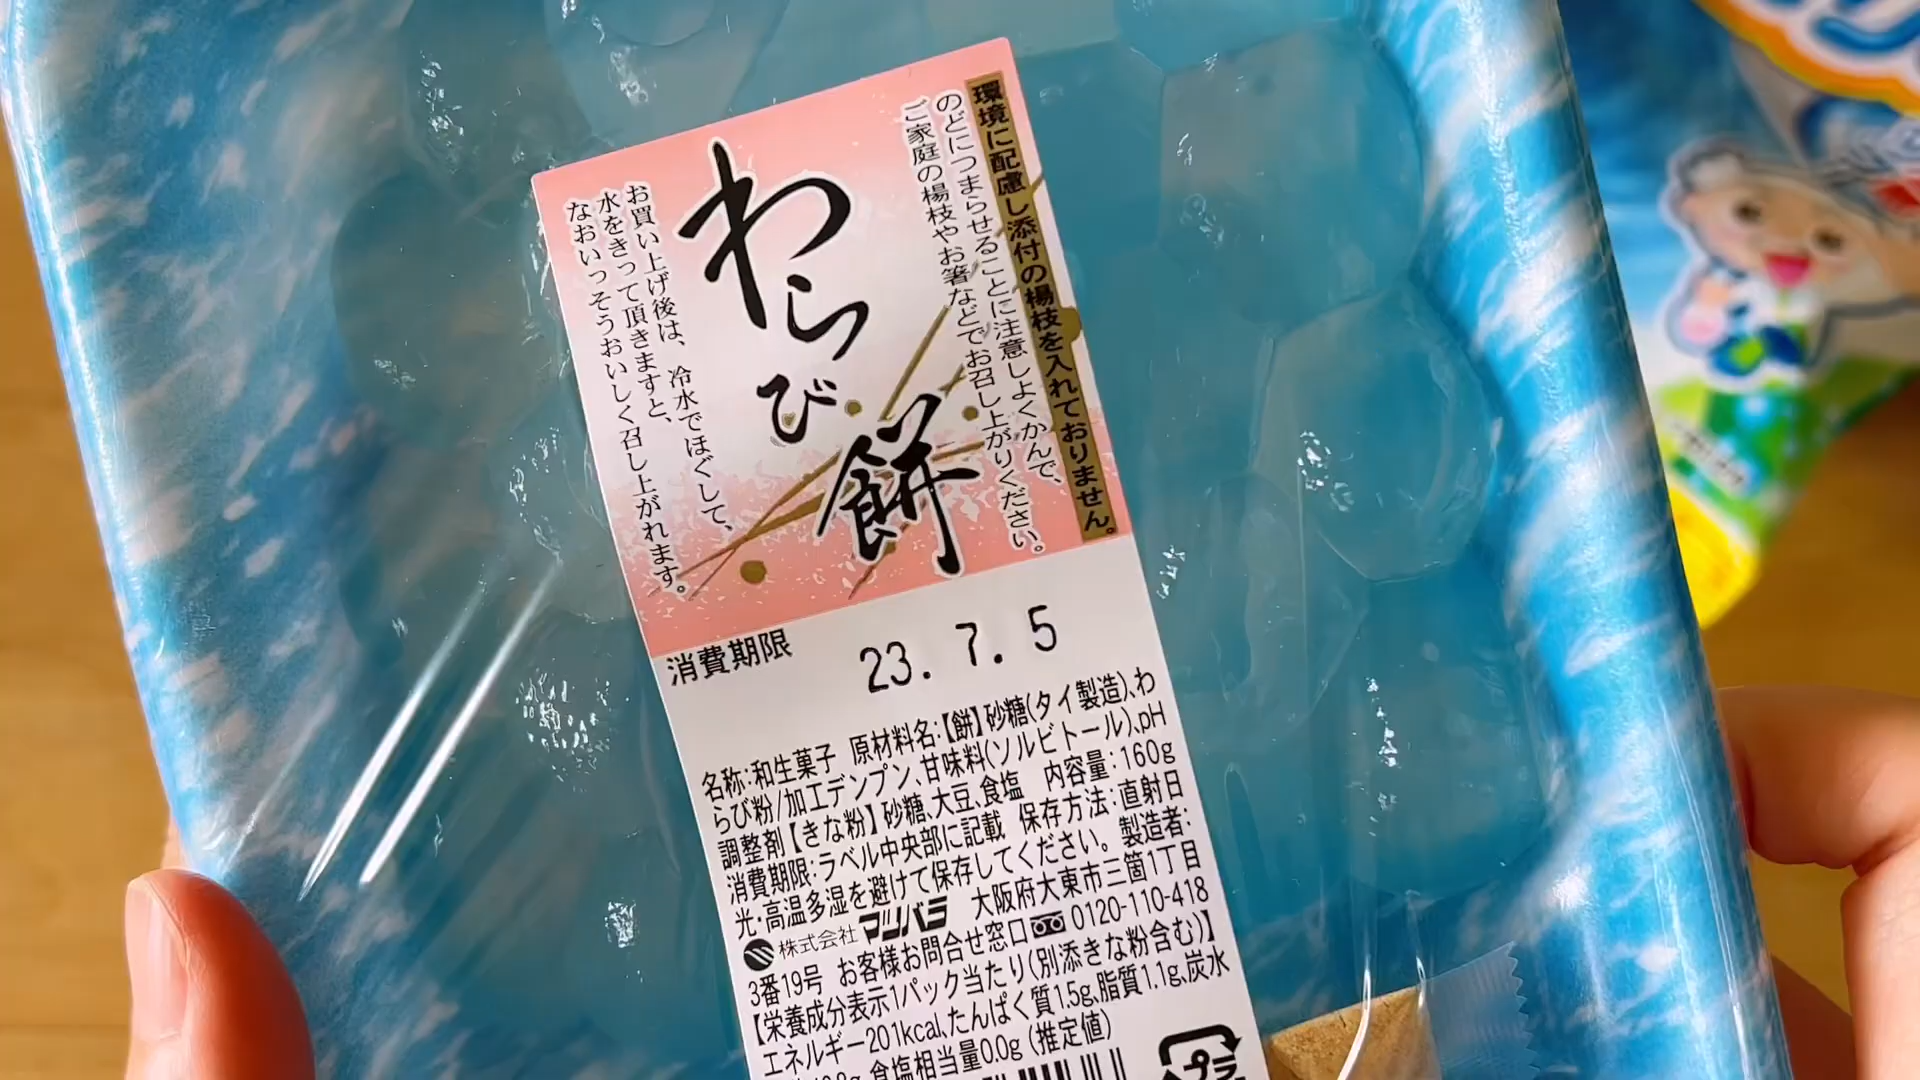 環境に配慮し添付の楊枝を入れておりません。
のどにつまらせることに注意しよくかんで、
ご家庭の楊枝やお箸などでお召し上がりください。
わらび餅
お買い上げ後は、冷水でほぐして、
水をきって頂きますと、
なおいっそうおいしく召し上がれます。
消費期限 23. 7. 5
名称:和生菓子 原材料名:【餅】砂糖(タイ製造)、わ
らび粉/加工デンプン、甘味料(ソルビトール)、pH
調整剤【きな粉】砂糖、大豆、食塩 内容量:160g
消費期限:ラベル中央部に記載 保存方法:直射日
光・高温多湿を避けて保存してください。 製造者:
株式会社マツバラ 大阪府大東市三箇1丁目
3番19号 お客様お問合せ窓口 0120-110-418
【栄養成分表示1パック当たり(別添きな粉含む)】
エネルギー201kcal、たんぱく質1.5g、脂質1.1g、炭水
食塩相当量0.0g (推定値)
プラ